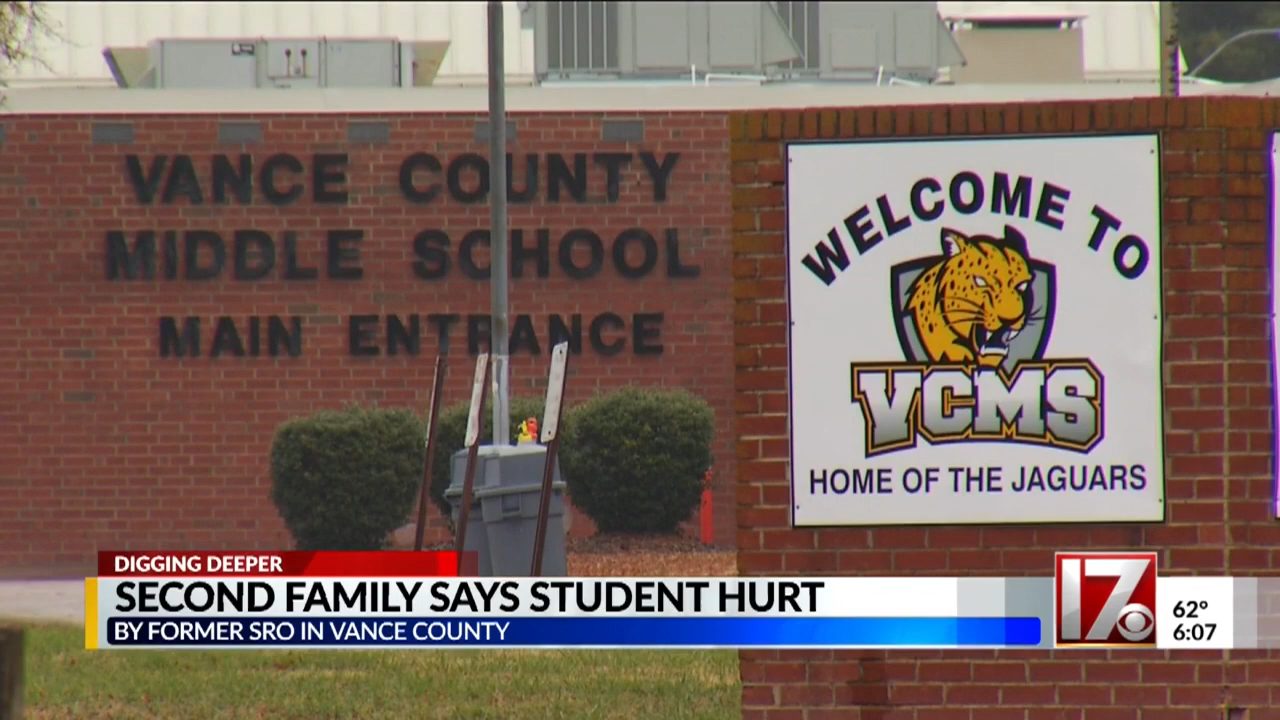 VANCE COUNTY
MIDDLE SCHOOL
MAIN ENTRANCE
WELCOME TO
VCMS
HOME OF THE JAGUARS
DIGGING DEEPER
SECOND FAMILY SAYS STUDENT HURT
BY FORMER SRO IN VANCE COUNTY
17
62°
6:07